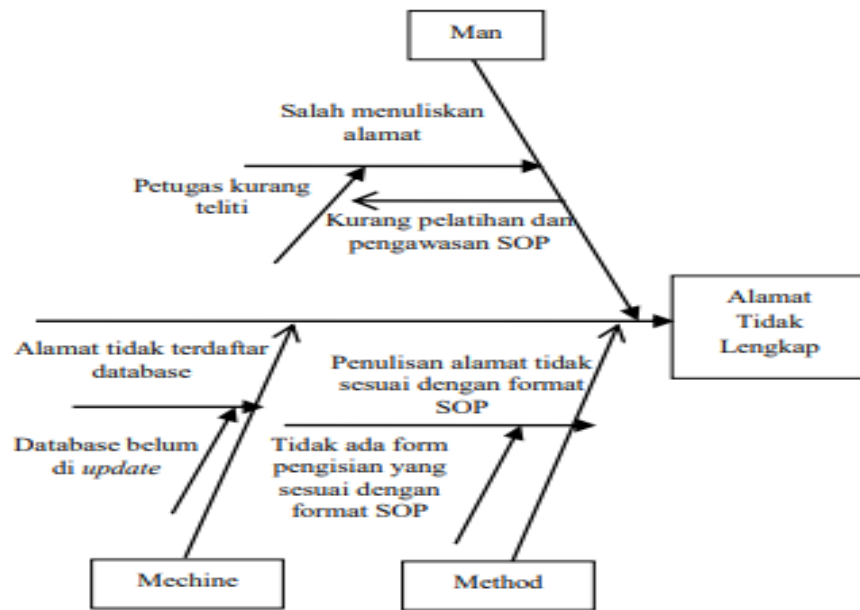 Man
Salah menuliskan
alamat
Petugas kurang
teliti
Kurang pelatihan dan
pengawasan SOP
Alamat
Tidak
Lengkap
Alamat tidak terdaftar
database
Penulisan alamat tidak
sesuai dengan format
SOP
Database belum
di update
Tidak ada form
pengisian yang
sesuai dengan
format SOP
Mechine
Method